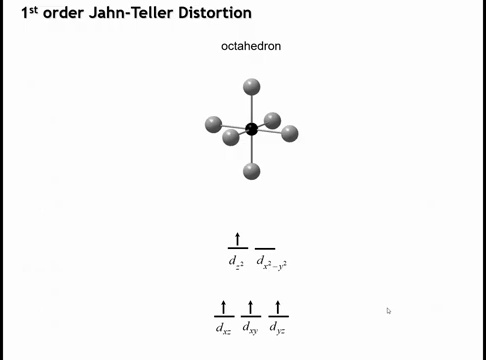 1st order Jahn-Teller Distortion
octahedron
dz2 dx2−y2
dxz dxy dyz